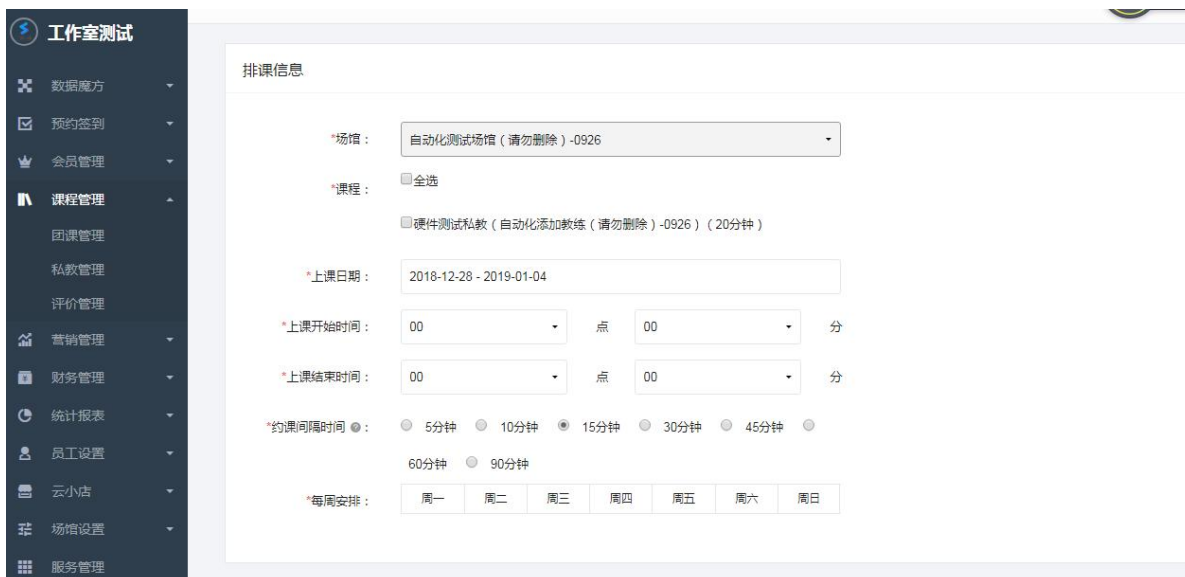 工作室测试
数据魔方
预约签到
会员管理
课程管理
团课管理
私教管理
评价管理
营销管理
财务管理
统计报表
员工设置
云小店
场馆设置
服务管理
排课信息
*场馆： 自动化测试场馆（请勿删除）-0926
*课程： 全选
硬件测试私教（自动化添加教练（请勿删除）-0926）（20分钟）
*上课日期： 2018-12-28 - 2019-01-04
*上课开始时间： 00 点 00 分
*上课结束时间： 00 点 00 分
*约课间隔时间 ： 5分钟 10分钟 15分钟 30分钟 45分钟
60分钟 90分钟
*每周安排： 周一 周二 周三 周四 周五 周六 周日